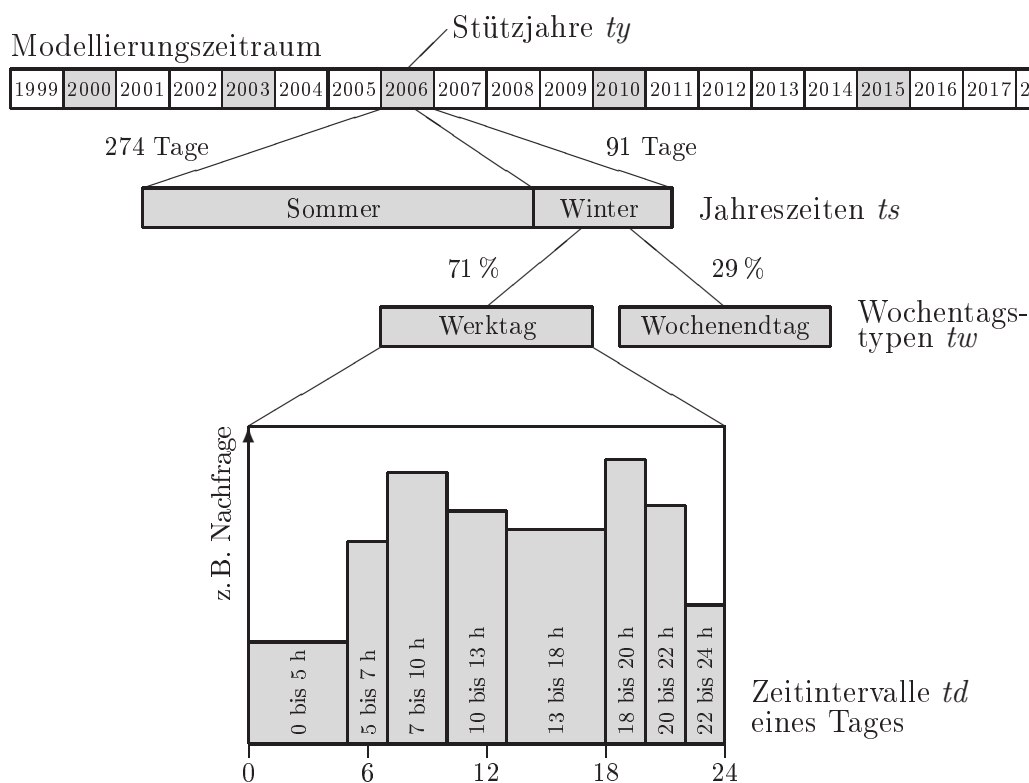 Stützjahre ty
Modellierungszeitraum
1999 2000 2001 2002 2003 2004 2005 2006 2007 2008 2009 2010 2011 2012 2013 2014 2015 2016 2017 2
274 Tage 91 Tage
Sommer Winter Jahreszeiten ts
71 % 29 %
Werktag Wochenendtag Wochentags-
typen tw
z. B. Nachfrage
0 bis 5 h
5 bis 7 h
7 bis 10 h
10 bis 13 h
13 bis 18 h
18 bis 20 h
20 bis 22 h
22 bis 24 h
Zeitintervalle td
eines Tages
0 6 12 18 24